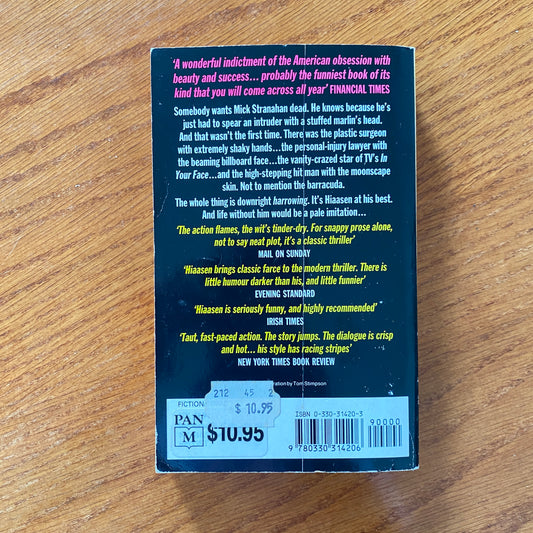 ‘A wonderful indictment of the American obsession with
beauty and success... probably the funniest book of its
kind that you will come across all year’ FINANCIAL TIMES
Somebody wants Mick Stranahan dead. He knows because he’s
just had to spear an intruder with a stuffed marlin’s head.
And that wasn’t the first time. There was the plastic surgeon
with extremely shaky hands...the personal-injury lawyer with
the beaming billboard face...the vanity-crazed star of TV’s In
Your Face...and the high-stepping hit man with the moonscape
skin. Not to mention the barracuda.
The whole thing is downright harrowing. It’s Hiaasen at his best.
And life without him would be a pale imitation...
‘The action flames, the wit’s tinder-dry. For snappy prose alone,
not to say neat plot, it’s a classic thriller’
MAIL ON SUNDAY
‘Hiaasen brings classic farce to the modern thriller. There is
little humour darker than his, and little funnier’
EVENING STANDARD
‘Hiaasen is seriously funny, and highly recommended’
IRISH TIMES
‘Taut, fast-paced action. The story jumps. The dialogue is crisp
and hot... his style has racing stripes’
NEW YORK TIMES BOOK REVIEW
by Tom Stimpson
FICTION
212 45 2
$ 10.95
PAN
M
$10.95
ISBN 0-330-31420-3
90000
9 780330 314206